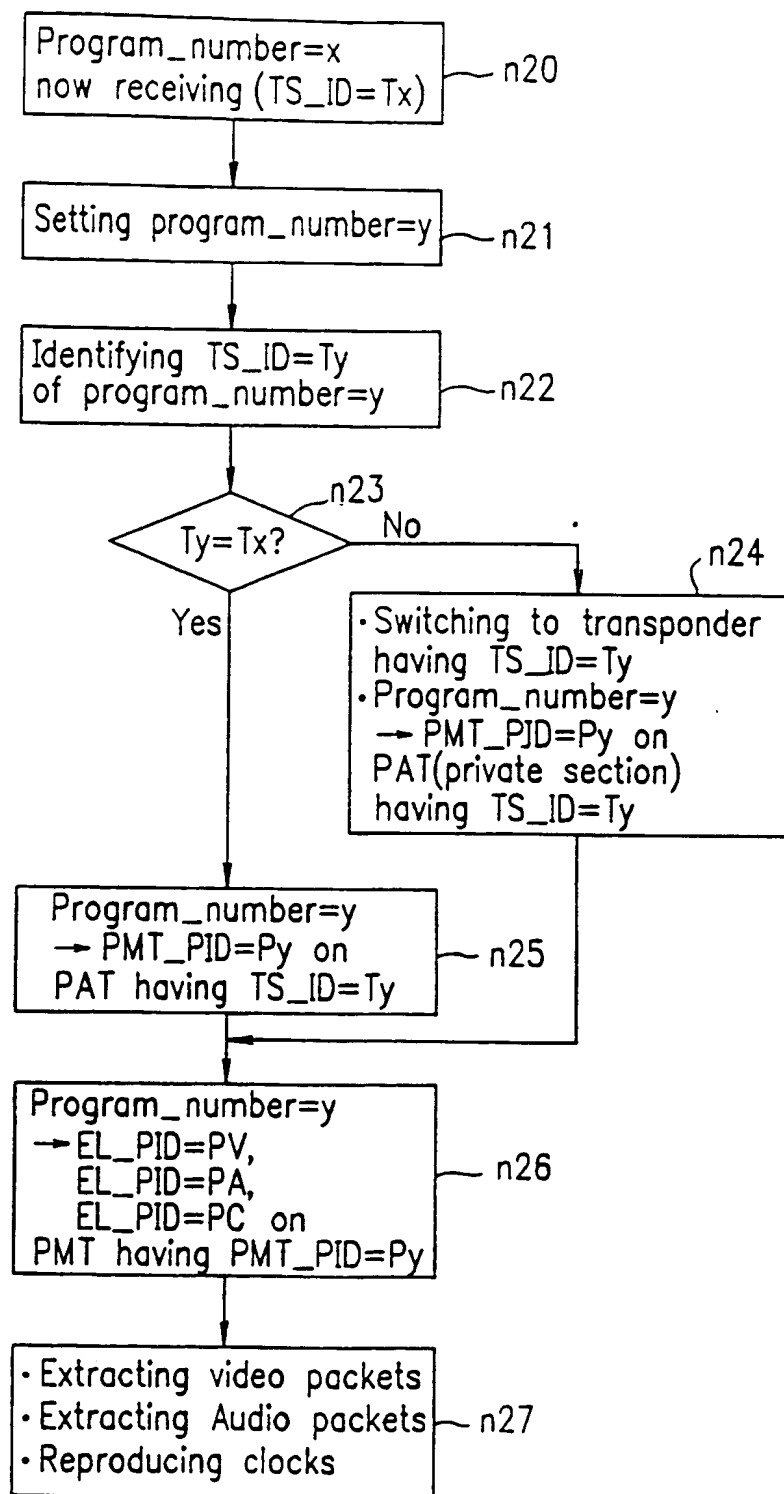 Program_number=x
now receiving (TS_ID=Tx)
n20
Setting program_number=y
n21
Identifying TS_ID=Ty
of program_number=y
n22
n23
Ty=Tx?
No
Yes
n24
· Switching to transponder
having TS_ID=Ty
· Program_number=y
→ PMT_PID=Py on
PAT(private section)
having TS_ID=Ty
Program_number=y
→ PMT_PID=Py on
PAT having TS_ID=Ty
n25
Program_number=y
→ EL_PID=PV,
EL_PID=PA,
EL_PID=PC on
PMT having PMT_PID=Py
n26
· Extracting video packets
· Extracting Audio packets
· Reproducing clocks
n27